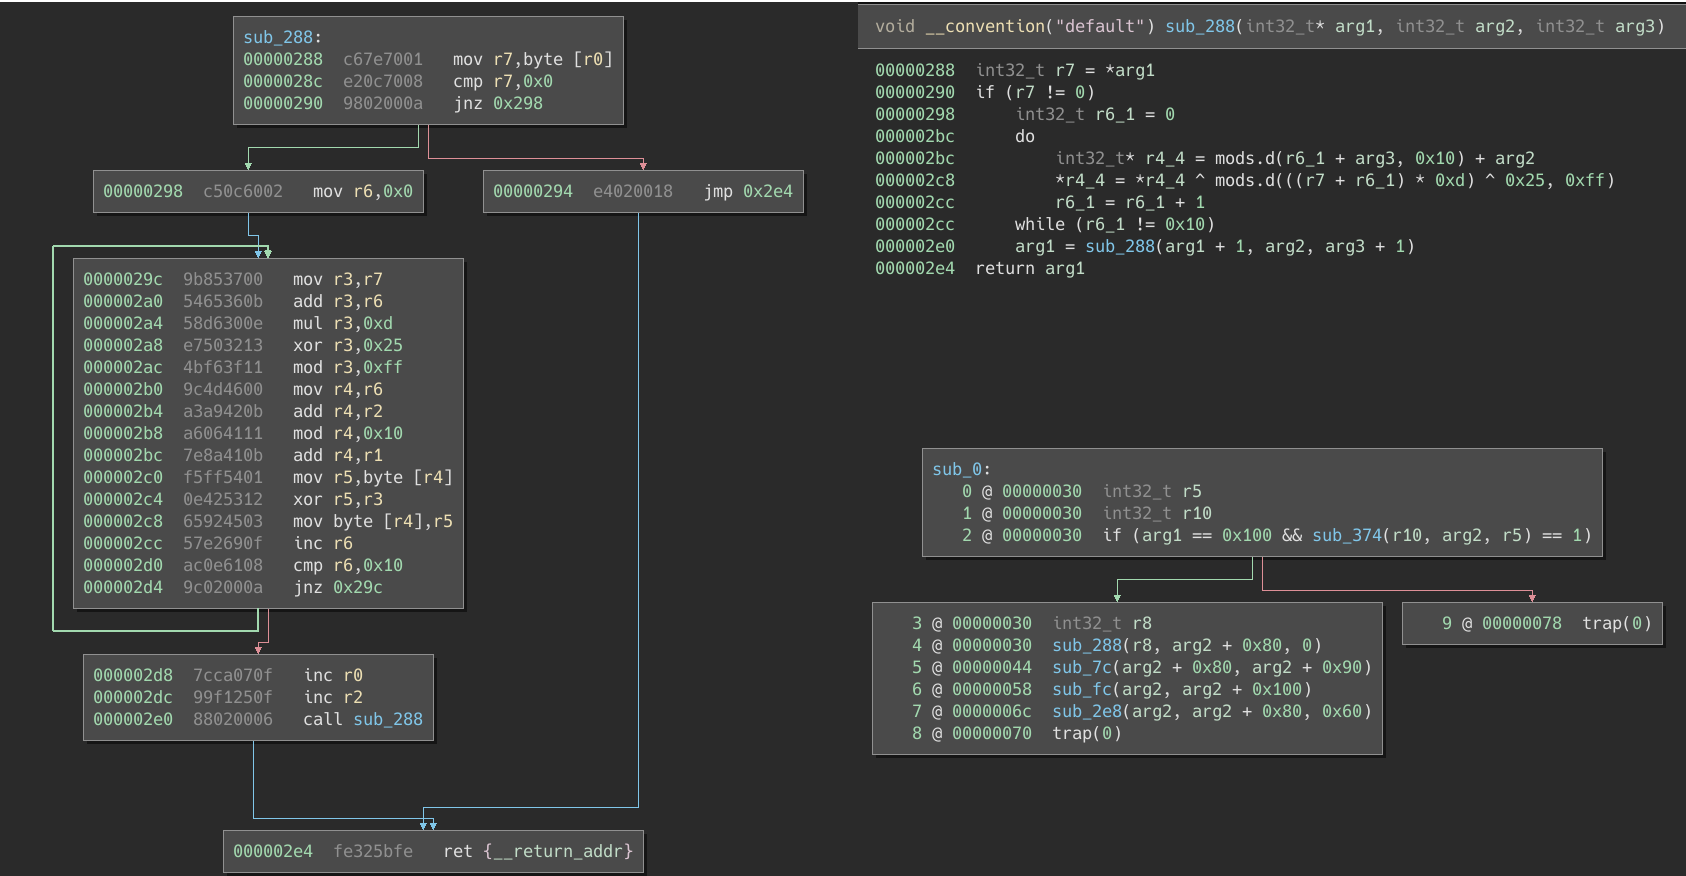 sub_288:
00000288  c67e7001  mov r7,byte [r0]
0000028c  e20c7008  cmp r7,0x0
00000290  9802000a  jnz 0x298
00000298  c50c6002  mov r6,0x0
00000294  e4020018  jmp 0x2e4
0000029c  9b853700  mov r3,r7
000002a0  5465360b  add r3,r6
000002a4  58d6300e  mul r3,0xd
000002a8  e7503213  xor r3,0x25
000002ac  4bf63f11  mod r3,0xff
000002b0  9c4d4600  mov r4,r6
000002b4  a3a9420b  add r4,r2
000002b8  a6064111  mod r4,0x10
000002bc  7e8a410b  add r4,r1
000002c0  f5ff5401  mov r5,byte [r4]
000002c4  0e425312  xor r5,r3
000002c8  65924503  mov byte [r4],r5
000002cc  57e2690f  inc r6
000002d0  ac0e6108  cmp r6,0x10
000002d4  9c02000a  jnz 0x29c
000002d8  7cca070f  inc r0
000002dc  99f1250f  inc r2
000002e0  88020006  call sub_288
000002e4  fe325bfe  ret {__return_addr}
void __convention("default") sub_288(int32_t* arg1, int32_t arg2, int32_t arg3)
00000288  int32_t r7 = *arg1
00000290  if (r7 != 0)
00000298      int32_t r6_1 = 0
000002bc      do
000002bc          int32_t* r4_4 = mods.d(r6_1 + arg3, 0x10) + arg2
000002c8          *r4_4 = *r4_4 ^ mods.d(((r7 + r6_1) * 0xd) ^ 0x25, 0xff)
000002cc          r6_1 = r6_1 + 1
000002cc      while (r6_1 != 0x10)
000002e0      arg1 = sub_288(arg1 + 1, arg2, arg3 + 1)
000002e4  return arg1
sub_0:
0 @ 00000030  int32_t r5
1 @ 00000030  int32_t r10
2 @ 00000030  if (arg1 == 0x100 && sub_374(r10, arg2, r5) == 1)
3 @ 00000030  int32_t r8
4 @ 00000030  sub_288(r8, arg2 + 0x80, 0)
5 @ 00000044  sub_7c(arg2 + 0x80, arg2 + 0x90)
6 @ 00000058  sub_fc(arg2, arg2 + 0x100)
7 @ 0000006c  sub_2e8(arg2, arg2 + 0x80, 0x60)
8 @ 00000070  trap(0)
9 @ 00000078  trap(0)